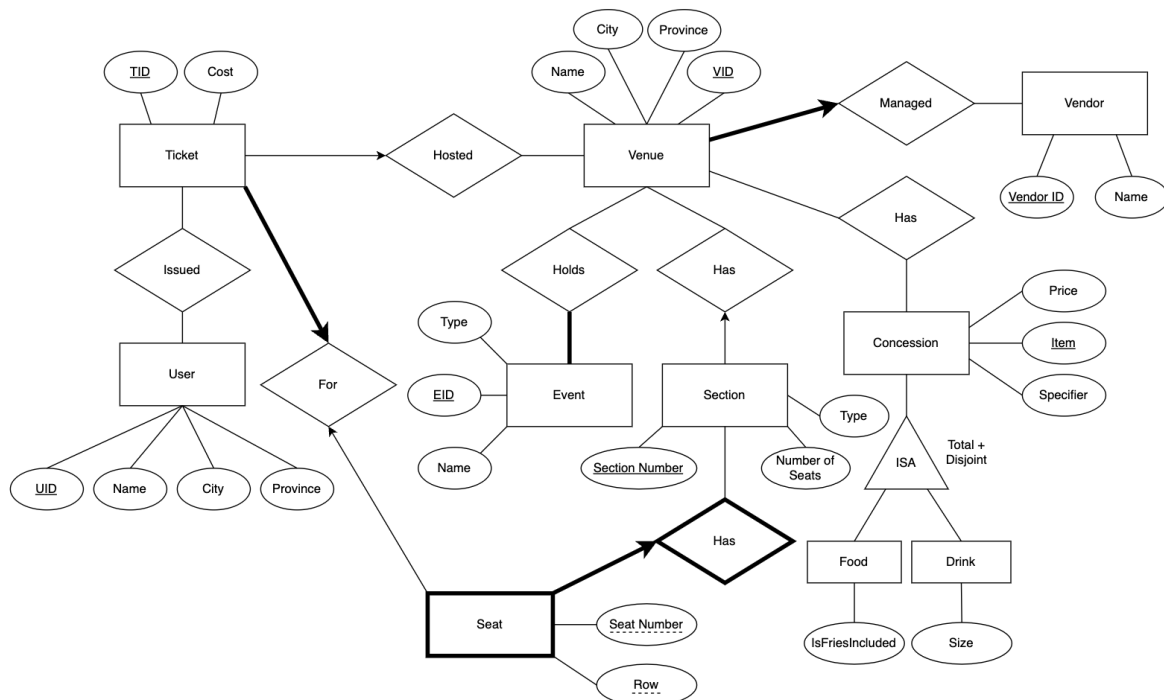 City
Province
TID
Cost
Name
VID
Managed
Vendor
Ticket
Hosted
Venue
Vendor ID
Name
Has
Issued
Holds
Has
Price
Type
Concession
Item
User
For
EID
Event
Section
Type
Specifier
Name
Section Number
Number of
Seats
ISA
Total +
Disjoint
UID
Name
City
Province
Has
Food
Drink
Seat
Seat Number
IsFriesIncluded
Size
Row